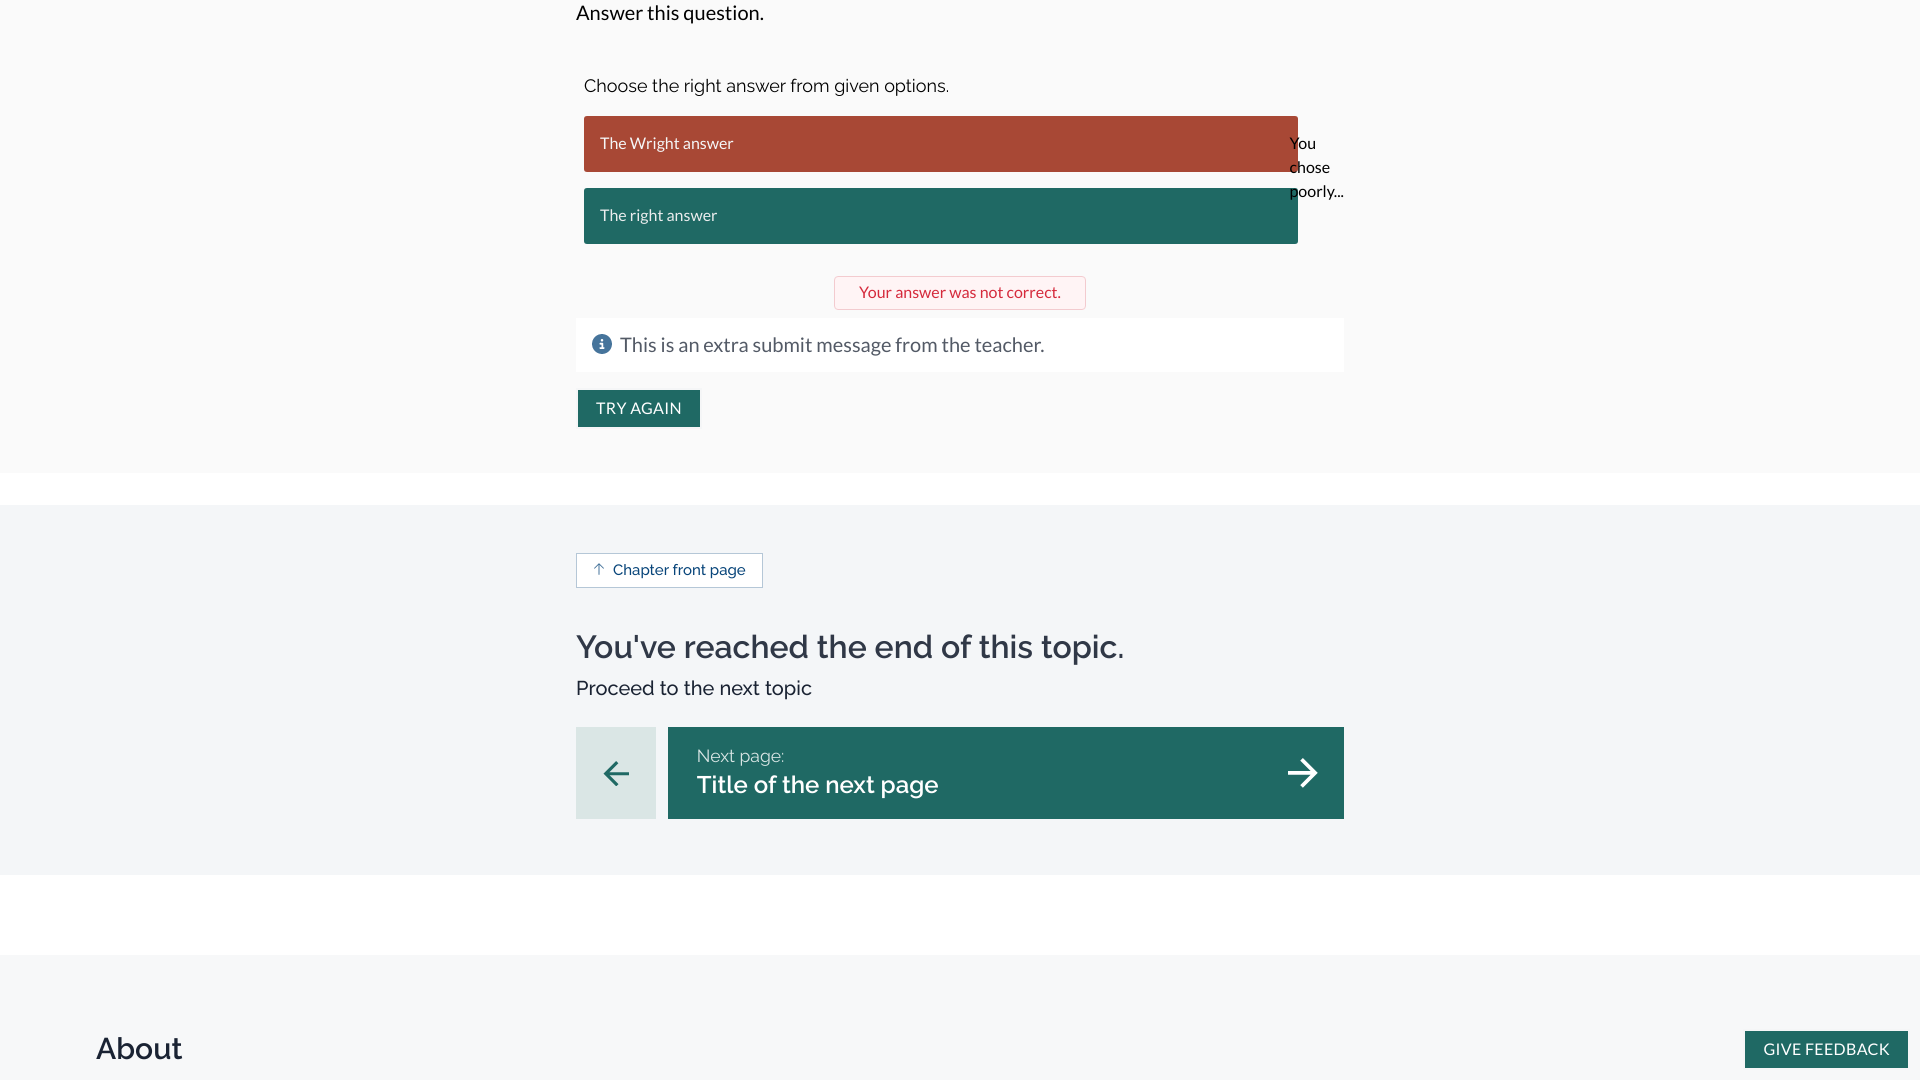 Answer this question.
Choose the right answer from given options.
The Wright answer
You
chose
poorly...
The right answer
Your answer was not correct.
This is an extra submit message from the teacher.
TRY AGAIN
Chapter front page
You've reached the end of this topic.
Proceed to the next topic
Next page:
Title of the next page
About
GIVE FEEDBACK